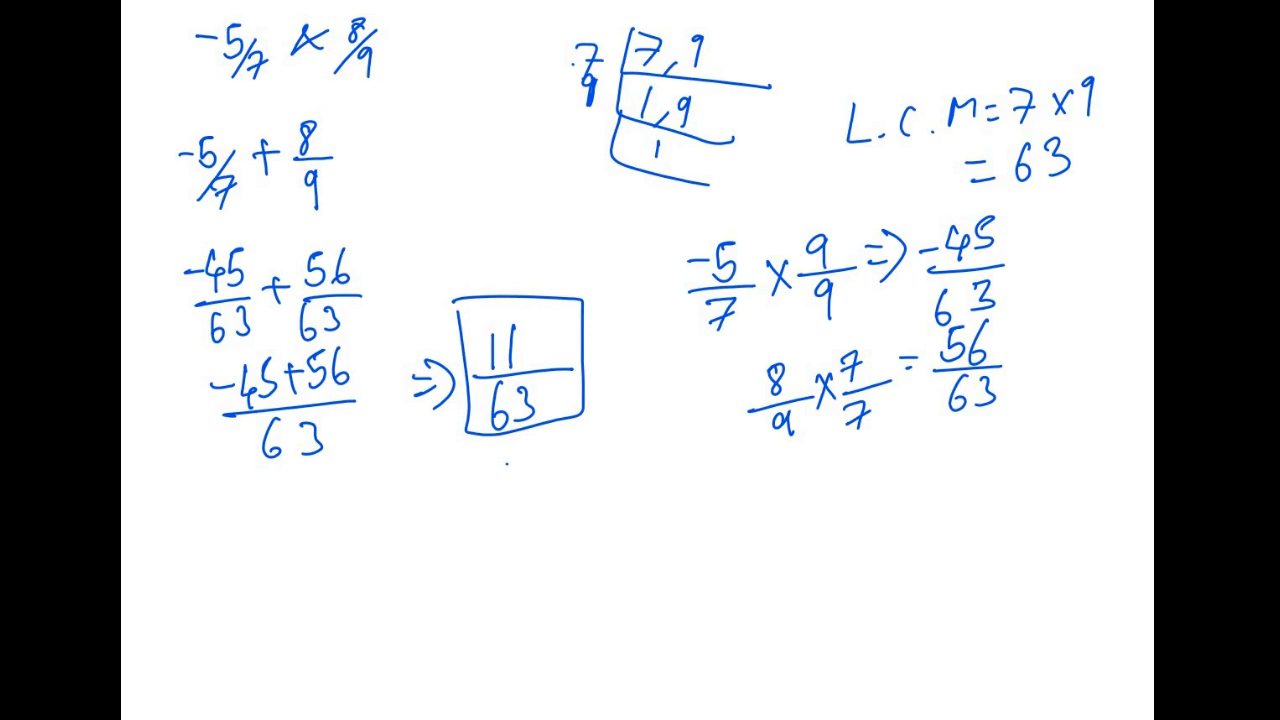 -5/7 & 8/9
-5/7 + 8/9
-45/63 + 56/63
-45+56/63 => 11/63
7 | 7, 9
9 | 1, 9
1
L.C.M = 7 x 9
= 63
-5/7 x 9/9 => -45/63
8/9 x 7/7 = 56/63